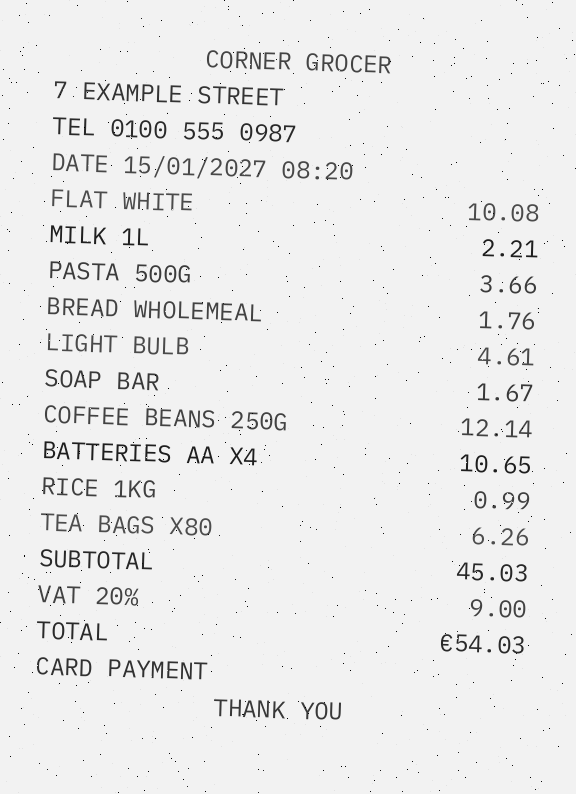 CORNER GROCER
7 EXAMPLE STREET
TEL 0100 555 0987
DATE 15/01/2027 08:20
FLAT WHITE 10.08
MILK 1L 2.21
PASTA 500G 3.66
BREAD WHOLEMEAL 1.76
LIGHT BULB 4.61
SOAP BAR 1.67
COFFEE BEANS 250G 12.14
BATTERIES AA X4 10.65
RICE 1KG 0.99
TEA BAGS X80 6.26
SUBTOTAL 45.03
VAT 20% 9.00
TOTAL €54.03
CARD PAYMENT
THANK YOU